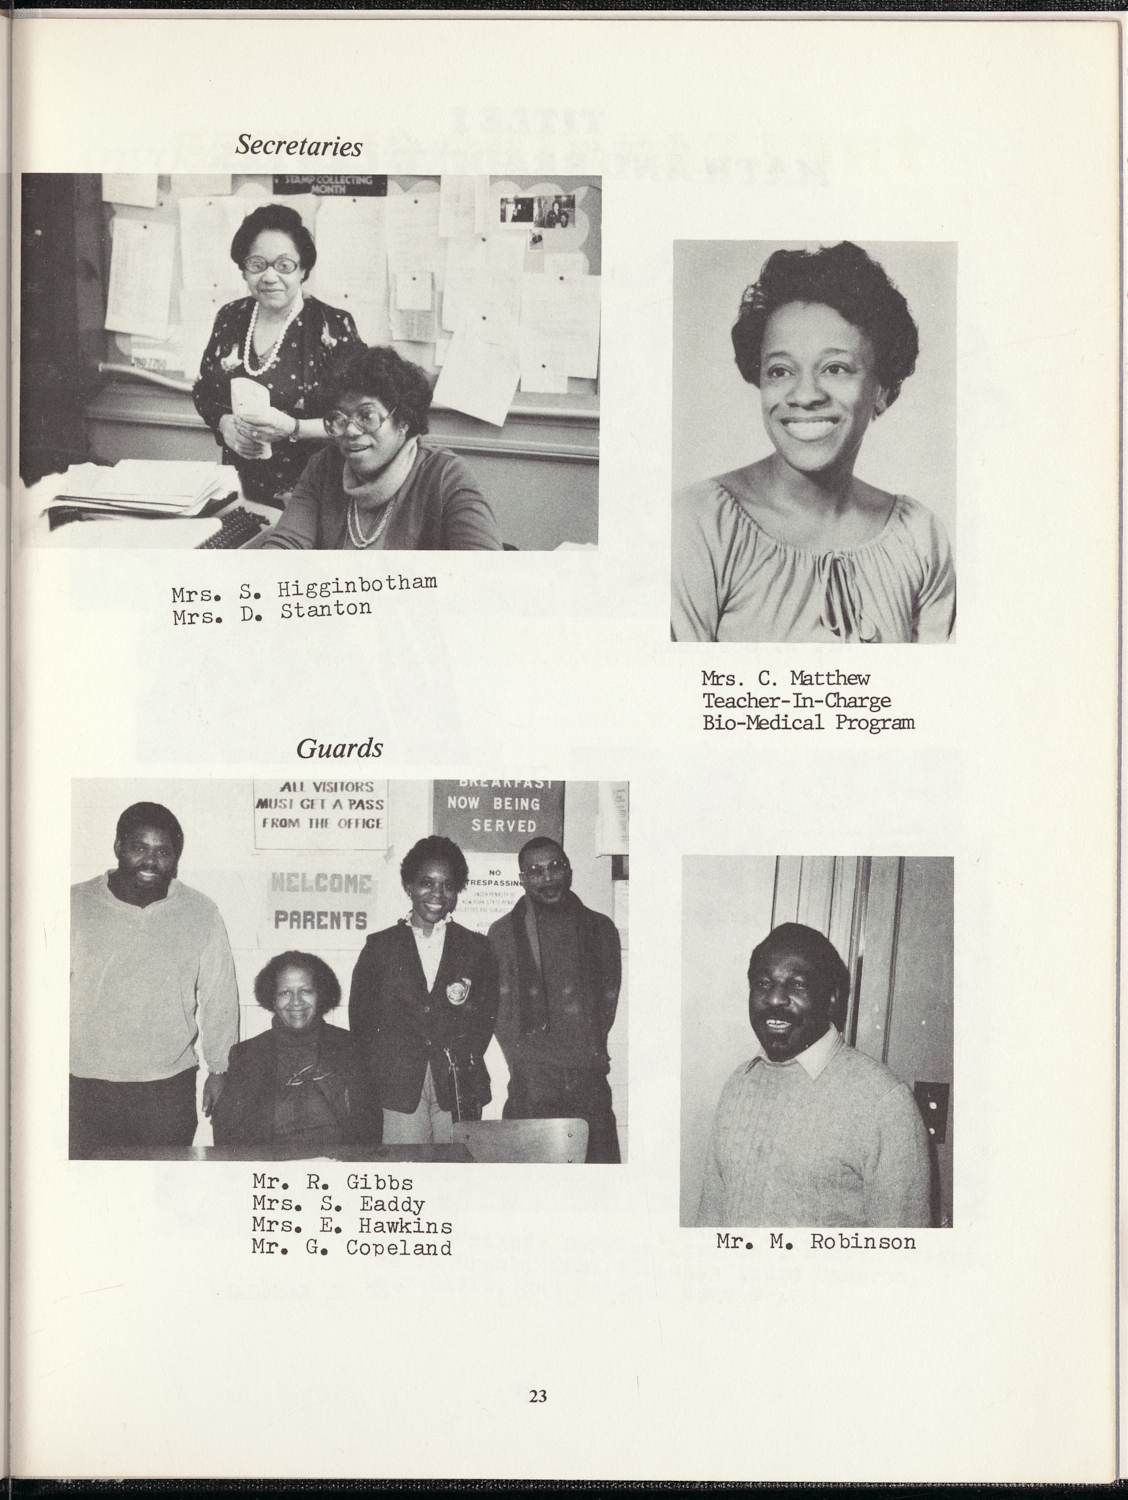 Secretaries
STAMP COLLECTING
MONTH
Mrs. S. Higginbotham
Mrs. D. Stanton
Mrs. C. Matthew
Teacher-In-Charge
Bio-Medical Program
Guards
ALL VISITORS
MUST GET A PASS
FROM THE OFFICE
WELCOME
PARENTS
BREAKFAST
NOW BEING
SERVED
NO
TRESPASSIN
Mr. R. Gibbs
Mrs. S. Eaddy
Mrs. E. Hawkins
Mr. G. Copeland
Mr. M. Robinson
23